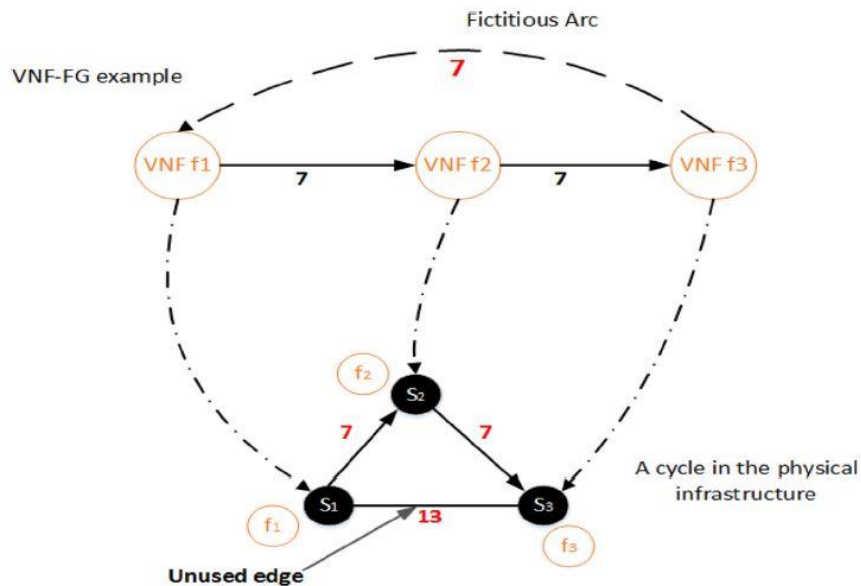 Fictitious Arc
VNF-FG example
7
VNF f1
7
VNF f2
7
VNF f3
f2
S2
7
7
A cycle in the physical
infrastructure
S1
13
S3
f1
f3
Unused edge